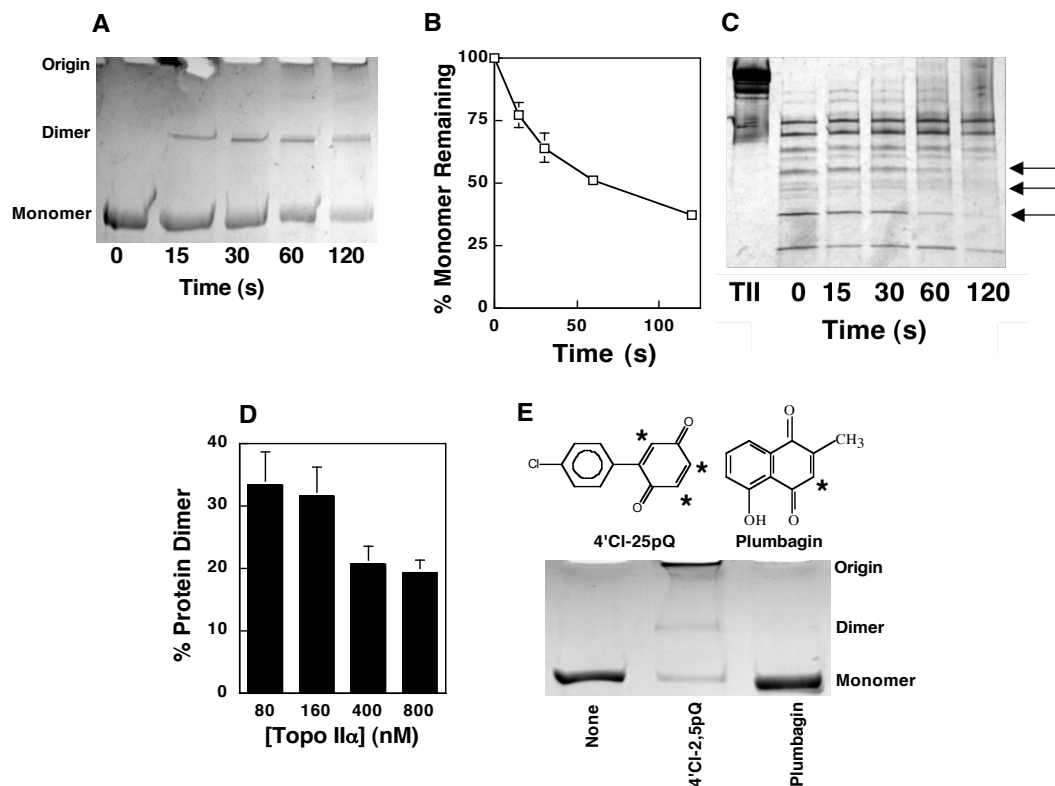 A
Origin
Dimer
Monomer
0 15 30 60 120
Time (s)
B
% Monomer Remaining
100
75
50
25
0
0 50 100
Time (s)
C
TII 0 15 30 60 120
Time (s)
D
% Protein Dimer
40
30
20
10
0
80 160 400 800
[Topo IIα] (nM)
E
O
* 
Cl
*
*
O
4'Cl-25pQ
O
CH3
*
OH O
Plumbagin
Origin
Dimer
Monomer
None
4'Cl-2,5pQ
Plumbagin